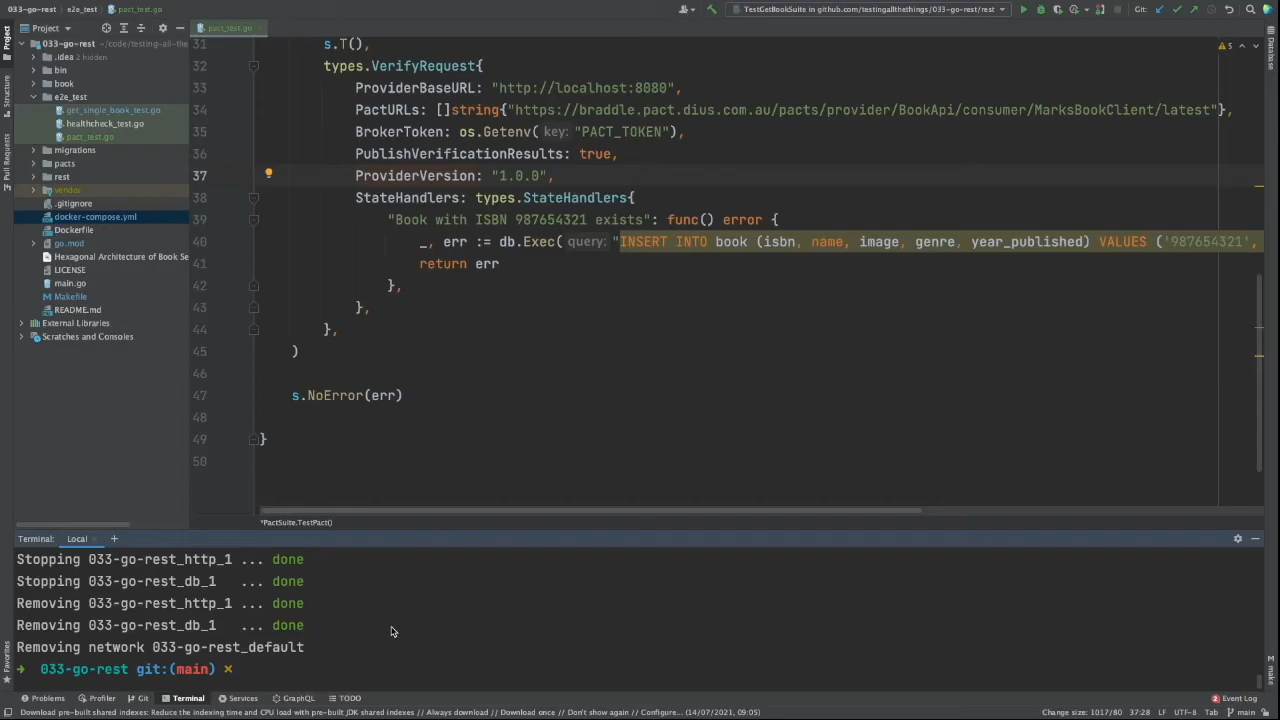 033-go-rest › e2e_test › pact_test.go
TestGetBookSuite in github.com/testingallthethings/033-go-rest/rest
Git:
Project
pact_test.go
033-go-rest ~/code/testing-all-the
.idea 2 hidden
bin
book
e2e_test
get_single_book_test.go
healthcheck_test.go
pact_test.go
migrations
pacts
rest
vendor
.gitignore
docker-compose.yml
Dockerfile
go.mod
Hexagonal Architecture of Book Se
LICENSE
main.go
Makefile
README.md
External Libraries
Scratches and Consoles
Project
Structure
Pull Requests
Favorites
Database
make
5
31 s.T(),
32 types.VerifyRequest{
33 ProviderBaseURL: "http://localhost:8080",
34 PactURLs: []string{"https://braddle.pact.dius.com.au/pacts/provider/BookApi/consumer/MarksBookClient/latest"},
35 BrokerToken: os.Getenv( key: "PACT_TOKEN"),
36 PublishVerificationResults: true,
37 ProviderVersion: "1.0.0",
38 StateHandlers: types.StateHandlers{
39 "Book with ISBN 987654321 exists": func() error {
40 _, err := db.Exec( query: "INSERT INTO book (isbn, name, image, genre, year_published) VALUES ('987654321',
41 return err
42 },
43 },
44 },
45 )
46
47 s.NoError(err)
48
49 }
50
*PactSuite.TestPact()
Terminal: Local
Stopping 033-go-rest_http_1 ... done
Stopping 033-go-rest_db_1 ... done
Removing 033-go-rest_http_1 ... done
Removing 033-go-rest_db_1 ... done
Removing network 033-go-rest_default
➜ 033-go-rest git:(main) ✗
Problems Profiler Git Terminal Services GraphQL TODO
2 Event Log
Download pre-built shared indexes: Reduce the indexing time and CPU load with pre-built JDK shared indexes // Always download // Download once // Don't show again // Configure... (14/07/2021, 09:05)
Change size: 1017/80 37:28 LF UTF-8 Tab main